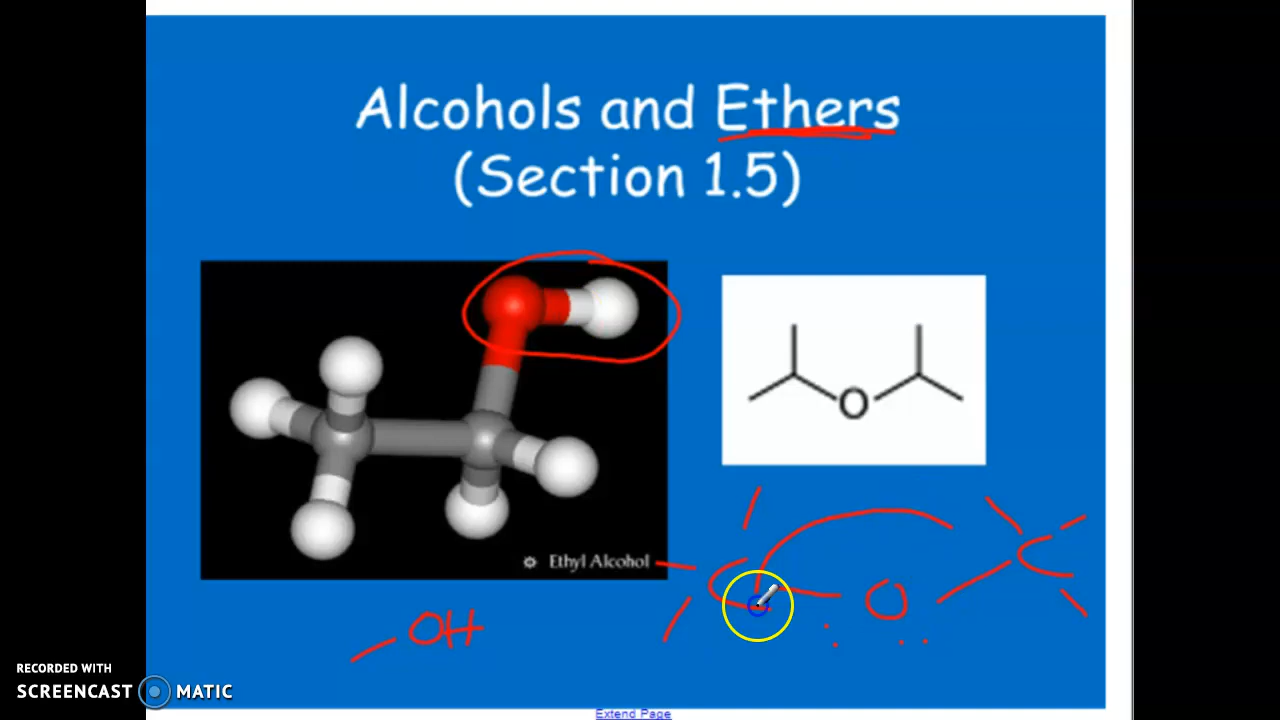 Alcohols and Ethers
(Section 1.5)
O
Ethyl Alcohol
C
O
C
OH
RECORDED WITH
SCREENCAST MATIC
Extend Page